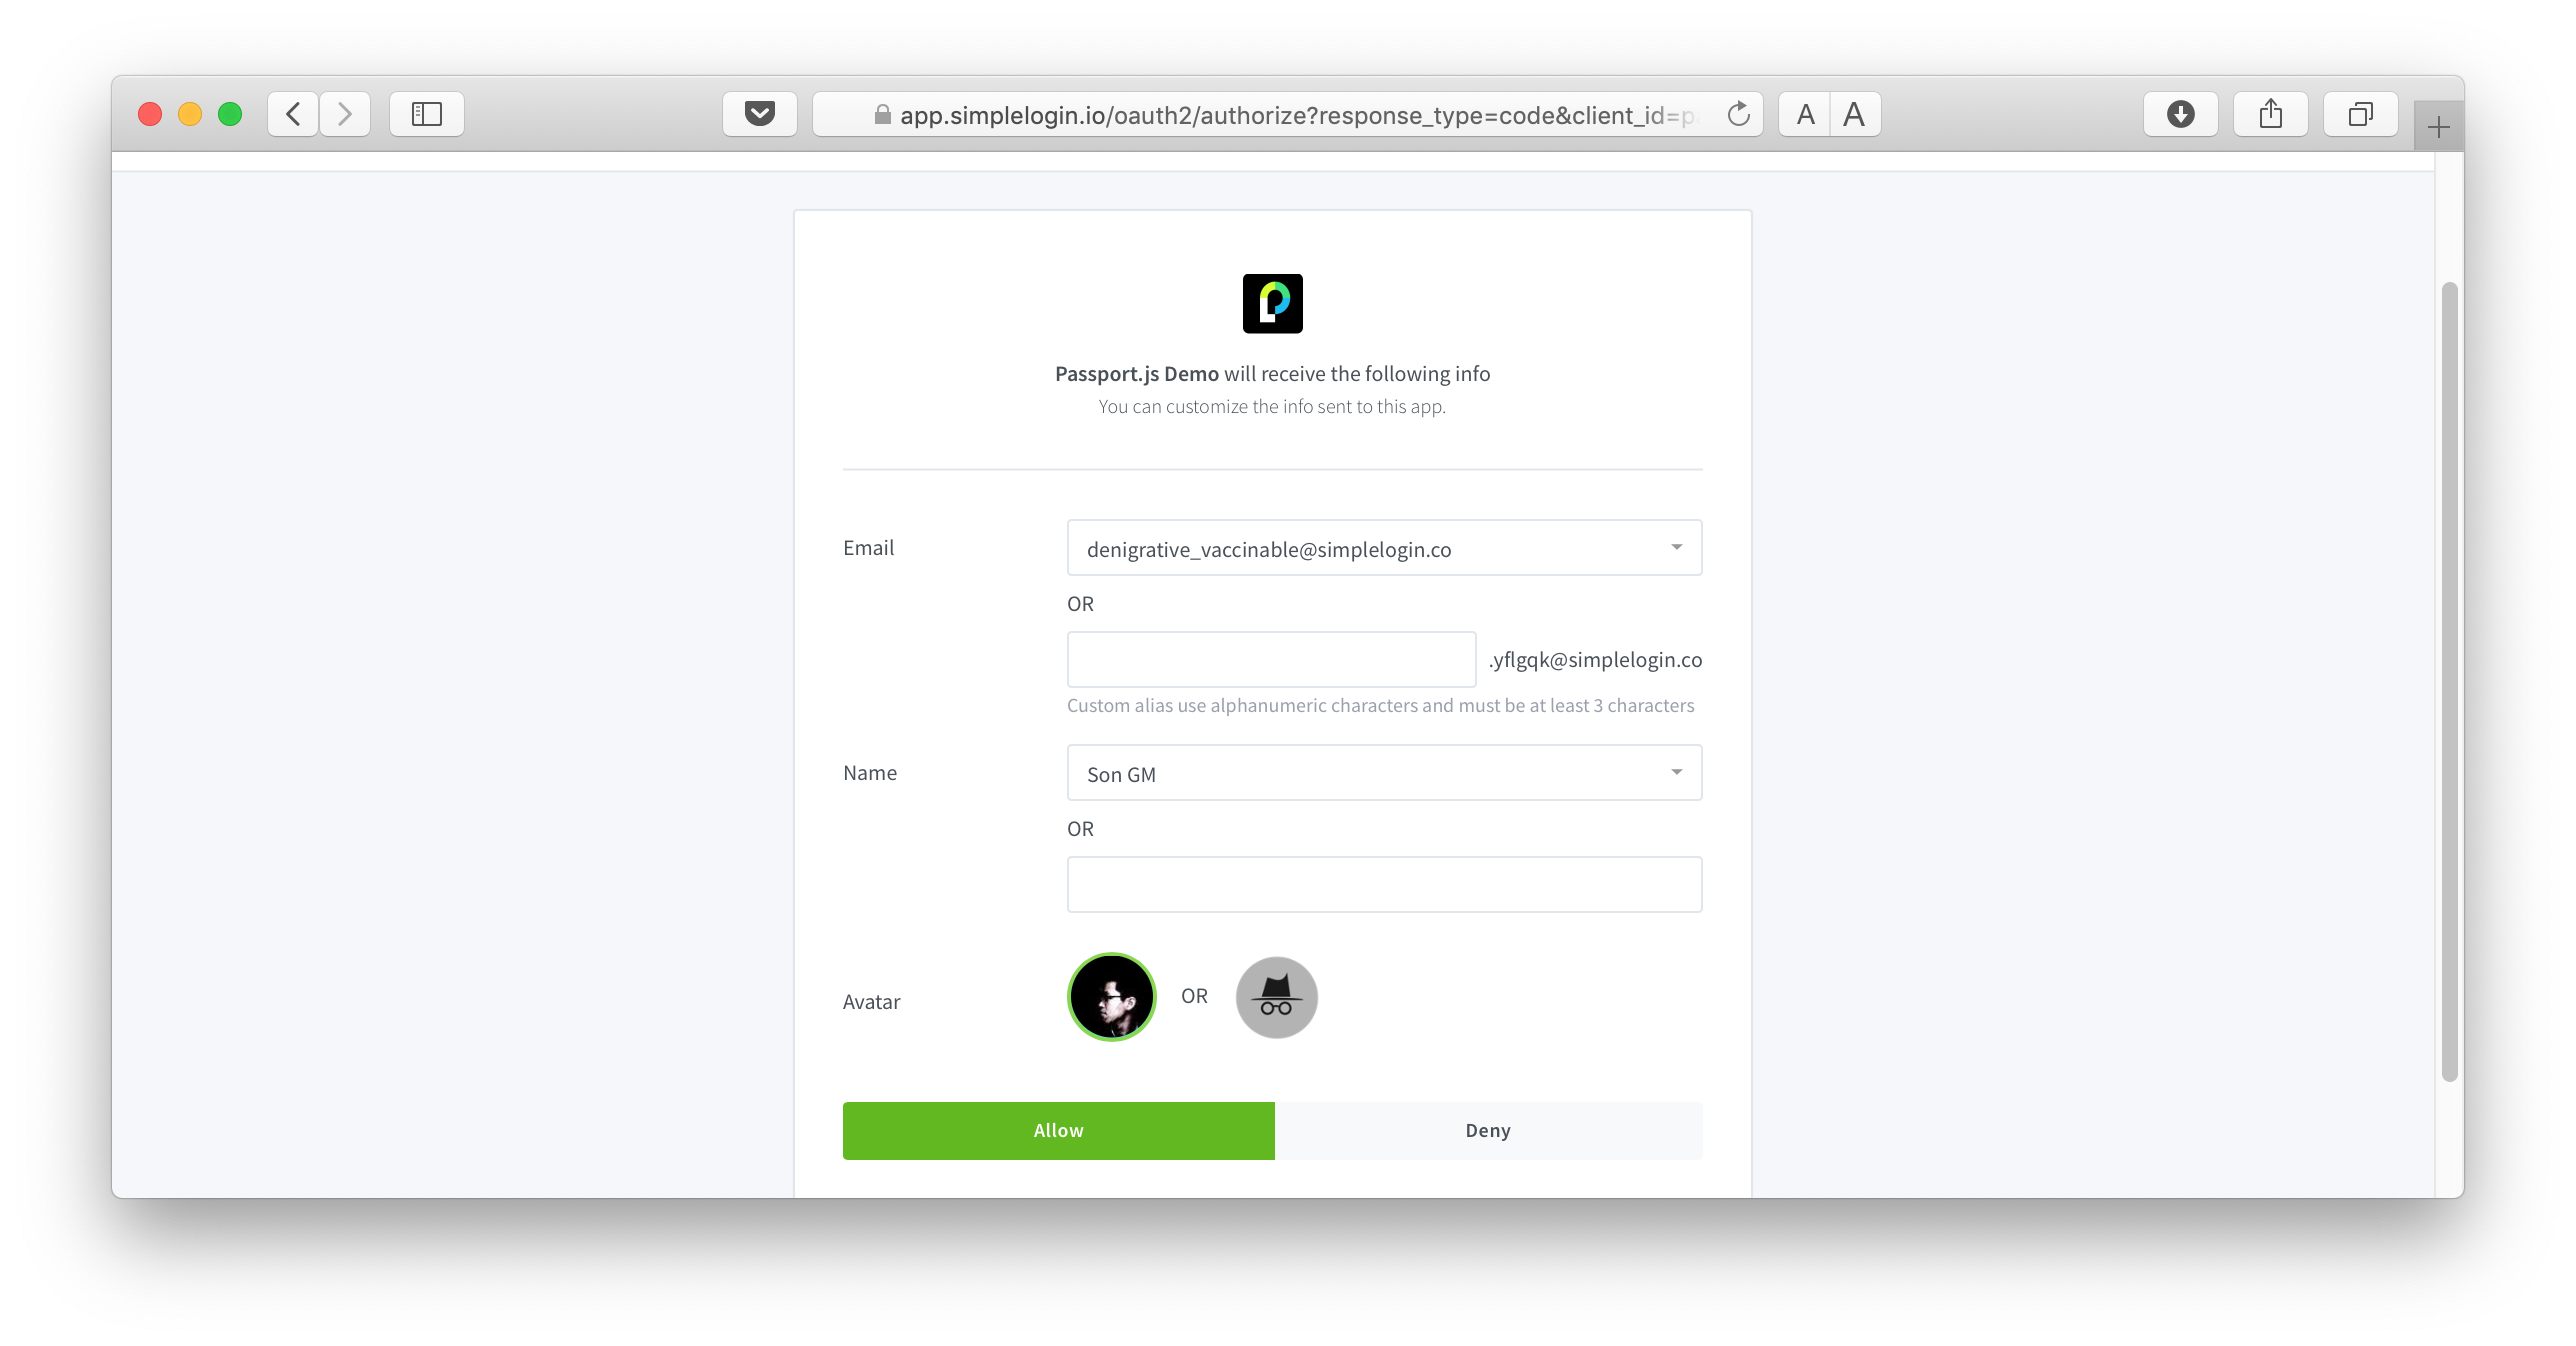 app.simplelogin.io/oauth2/authorize?response_type=code&client_id=p
A A
Passport.js Demo will receive the following info
You can customize the info sent to this app.
Email
denigrative_vaccinable@simplelogin.co
OR
.yflgqk@simplelogin.co
Custom alias use alphanumeric characters and must be at least 3 characters
Name
Son GM
OR
Avatar
OR
Allow
Deny